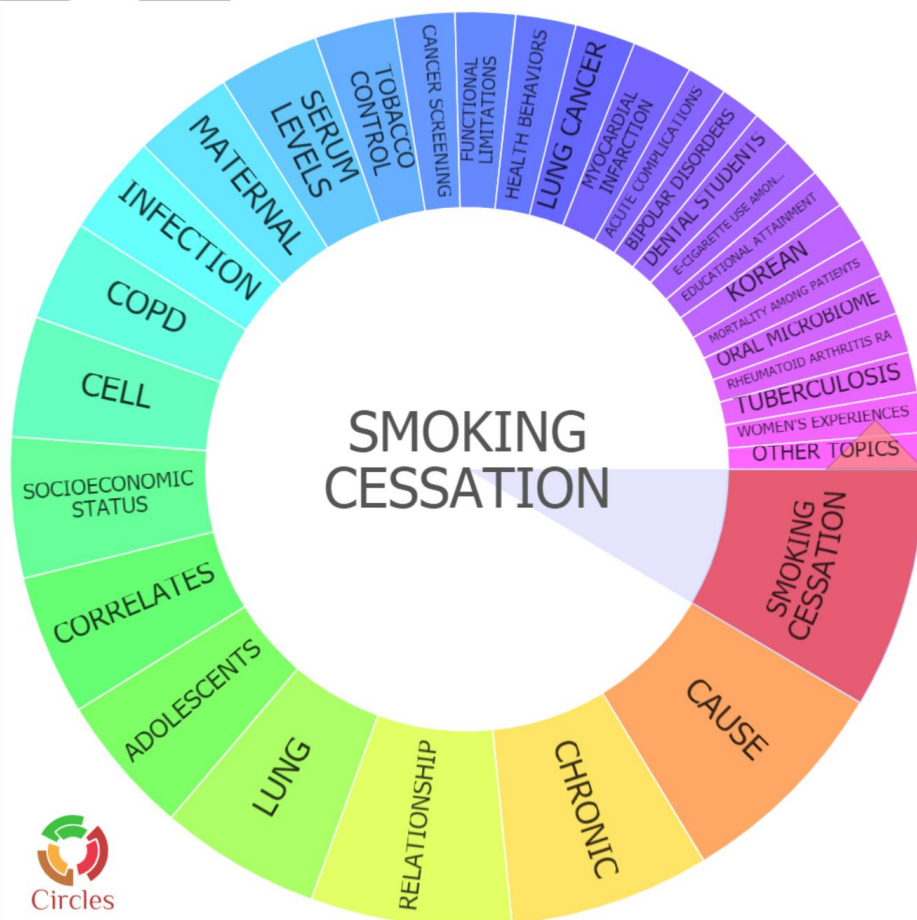 SMOKING
CESSATION
SMOKING
CESSATION
CAUSE
CHRONIC
RELATIONSHIP
LUNG
ADOLESCENTS
CORRELATES
SOCIOECONOMIC
STATUS
CELL
COPD
INFECTION
MATERNAL
SERUM
LEVELS
TOBACCO
CONTROL
CANCER SCREENING
FUNCTIONAL
LIMITATIONS
HEALTH BEHAVIORS
LUNG CANCER
MYOCARDIAL
INFARCTION
ACUTE COMPLICATIONS
BIPOLAR DISORDERS
DENTAL STUDENTS
E-CIGARETTE USE AMON...
EDUCATIONAL ATTAINMENT
KOREAN
MORTALITY AMONG PATIENTS
ORAL MICROBIOME
RHEUMATOID ARTHRITIS RA
TUBERCULOSIS
WOMEN'S EXPERIENCES
OTHER TOPICS
Circles